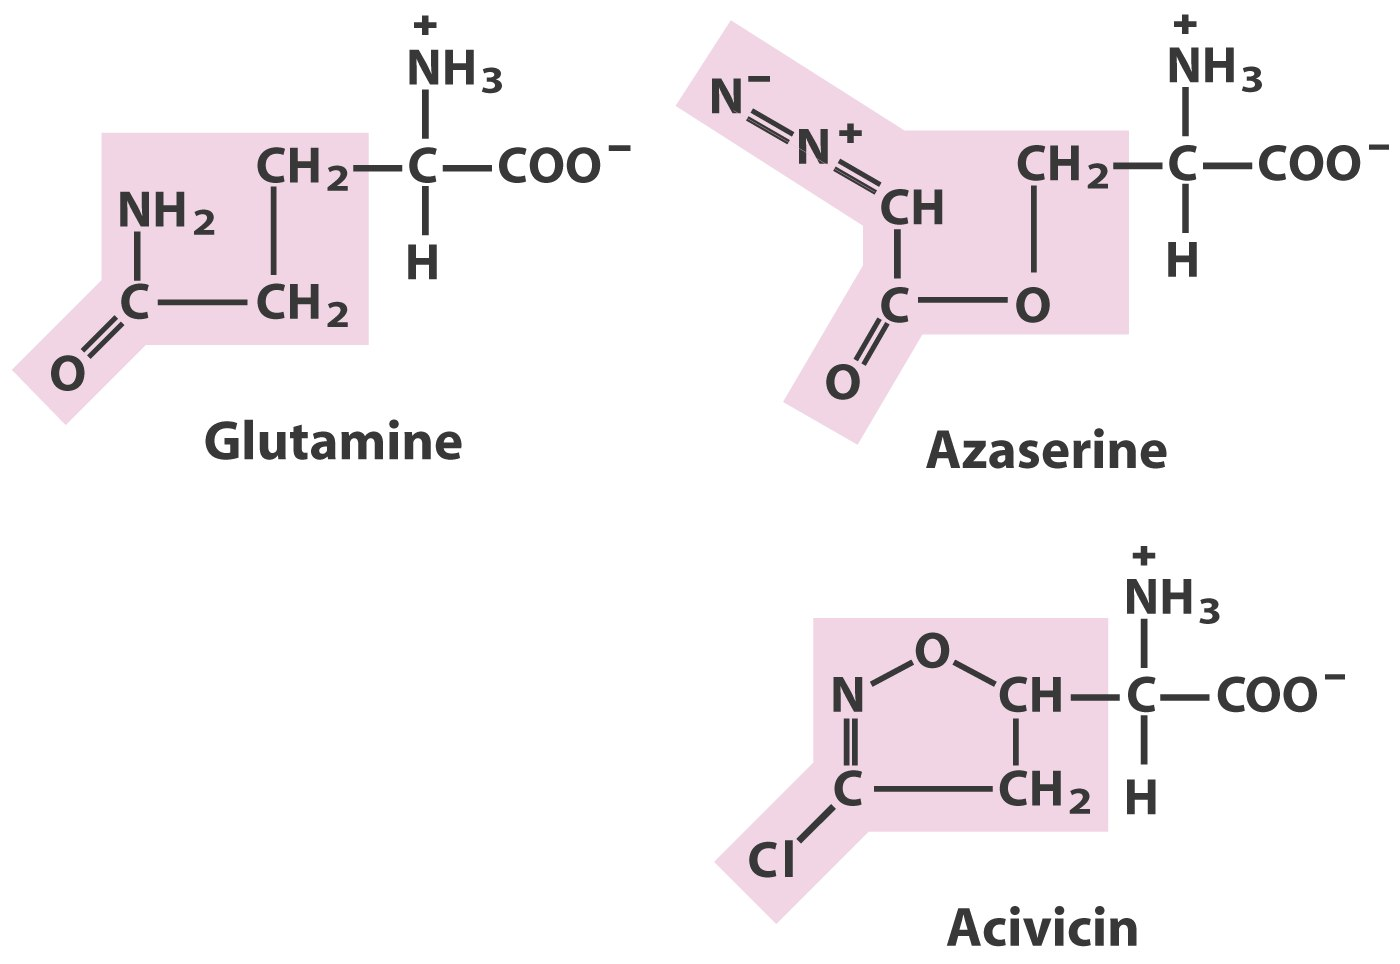 +
NH3
CH2 C COO−
NH2
H
C CH2
O
Glutamine
+
NH3
N−
N+
CH2 C COO−
CH
H
C O
O
Azaserine
+
NH3
O
N CH C COO−
C CH2 H
Cl
Acivicin